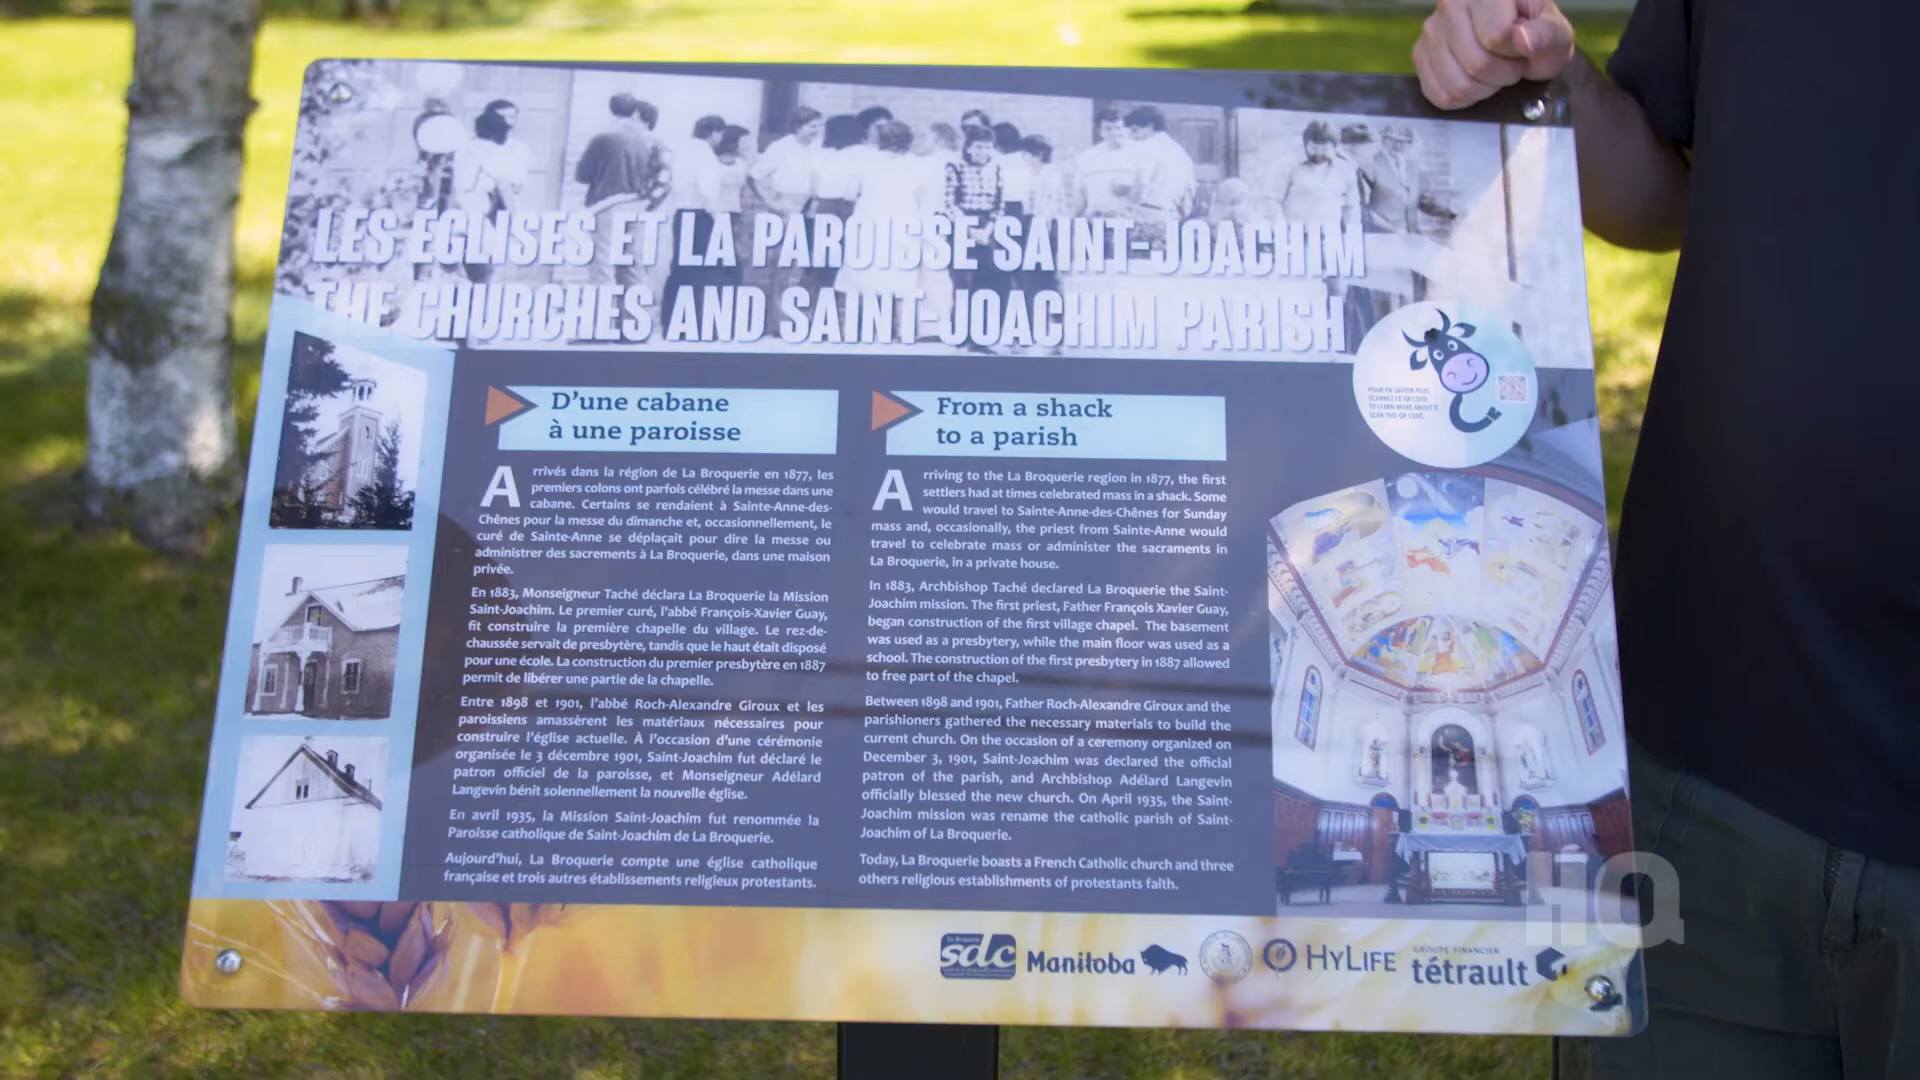 LES ÉGLISES ET LA PAROISSE SAINT-JOACHIM
THE CHURCHES AND SAINT-JOACHIM PARISH
POUR EN SAVOIR PLUS,
SCANNEZ CE QR CODE.
TO LEARN MORE ABOUT IT,
SCAN THIS QR CODE.
D'une cabane
à une paroisse
Arrivés dans la région de La Broquerie en 1877, les
premiers colons ont parfois célébré la messe dans une
cabane. Certains se rendaient à Sainte-Anne-des-
Chênes pour la messe du dimanche et, occasionnellement, le
curé de Sainte-Anne se déplaçait pour dire la messe ou
administrer des sacrements à La Broquerie, dans une maison
privée.
En 1883, Monseigneur Taché déclara La Broquerie la Mission
Saint-Joachim. Le premier curé, l'abbé François-Xavier Guay,
fit construire la première chapelle du village. Le rez-de-
chaussée servait de presbytère, tandis que le haut était disposé
pour une école. La construction du premier presbytère en 1887
permit de libérer une partie de la chapelle.
Entre 1898 et 1901, l'abbé Roch-Alexandre Giroux et les
paroissiens amassèrent les matériaux nécessaires pour
construire l'église actuelle. À l'occasion d'une cérémonie
organisée le 3 décembre 1901, Saint-Joachim fut déclaré le
patron officiel de la paroisse, et Monseigneur Adélard
Langevin bénit solennellement la nouvelle église.
En avril 1935, la Mission Saint-Joachim fut renommée la
Paroisse catholique de Saint-Joachim de La Broquerie.
Aujourd'hui, La Broquerie compte une église catholique
française et trois autres établissements religieux protestants.
From a shack
to a parish
Arriving to the La Broquerie region in 1877, the first
settlers had at times celebrated mass in a shack. Some
would travel to Sainte-Anne-des-Chênes for Sunday
mass and, occasionally, the priest from Sainte-Anne would
travel to celebrate mass or administer the sacraments in
La Broquerie, in a private house.
In 1883, Archbishop Taché declared La Broquerie the Saint-
Joachim mission. The first priest, Father François Xavier Guay,
began construction of the first village chapel. The basement
was used as a presbytery, while the main floor was used as a
school. The construction of the first presbytery in 1887 allowed
to free part of the chapel.
Between 1898 and 1901, Father Roch-Alexandre Giroux and the
parishioners gathered the necessary materials to build the
current church. On the occasion of a ceremony organized on
December 3, 1901, Saint-Joachim was declared the official
patron of the parish, and Archbishop Adélard Langevin
officially blessed the new church. On April 1935, the Saint-
Joachim mission was rename the catholic parish of Saint-
Joachim of La Broquerie.
Today, La Broquerie boasts a French Catholic church and three
others religious establishments of protestants faith.
La Broquerie
sdc
Manitoba
HYLIFE
GROUPE FINANCIER
tétrault
HQ